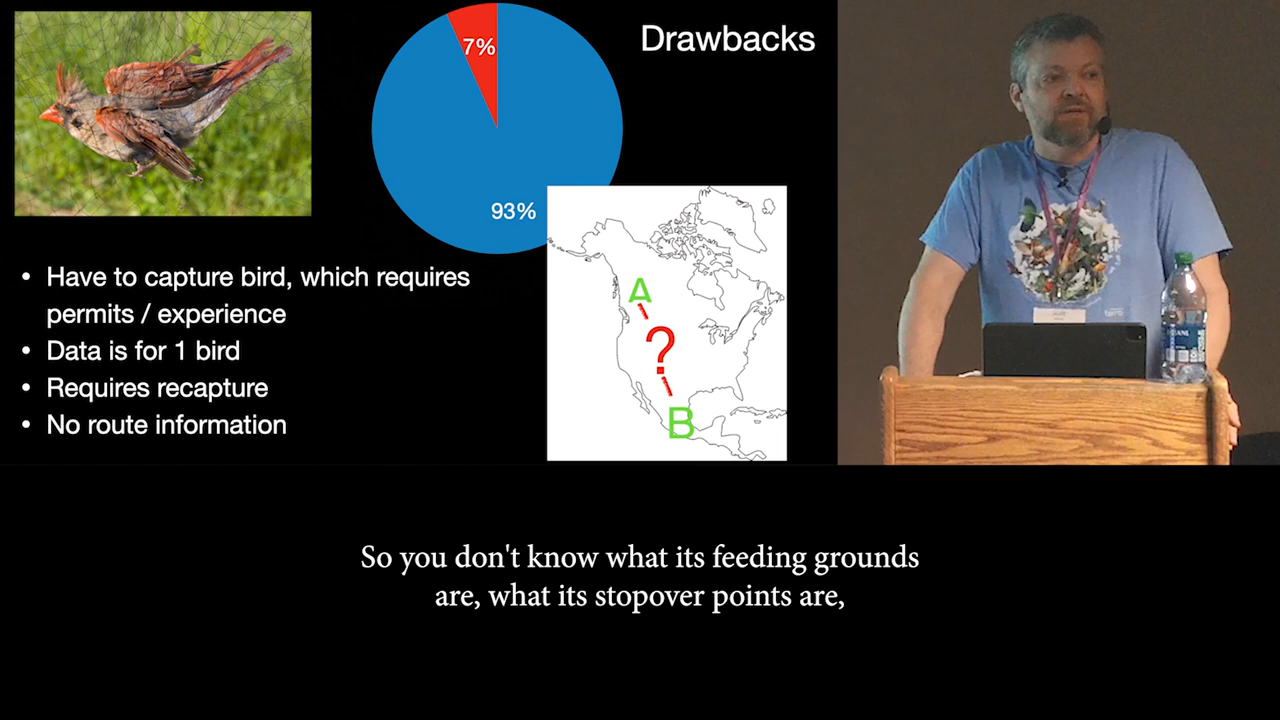 7%
93%
Drawbacks
• Have to capture bird, which requires
permits / experience
• Data is for 1 bird
• Requires recapture
• No route information
A
?
B
So you don't know what its feeding grounds
are, what its stopover points are,